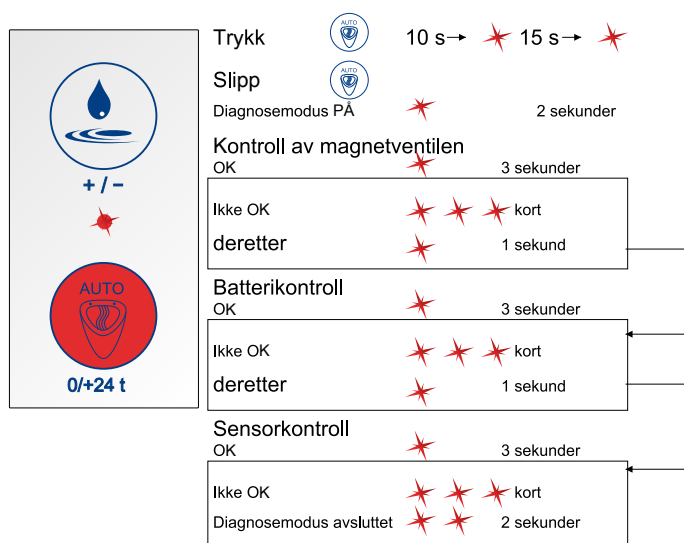 + / −
AUTO
0/+24 t
Trykk AUTO 10 s 15 s
Slipp AUTO
Diagnosemodus PÅ 2 sekunder
Kontroll av magnetventilen
OK 3 sekunder
Ikke OK kort
deretter 1 sekund
Batterikontroll
OK 3 sekunder
Ikke OK kort
deretter 1 sekund
Sensorkontroll
OK 3 sekunder
Ikke OK kort
Diagnosemodus avsluttet 2 sekunder